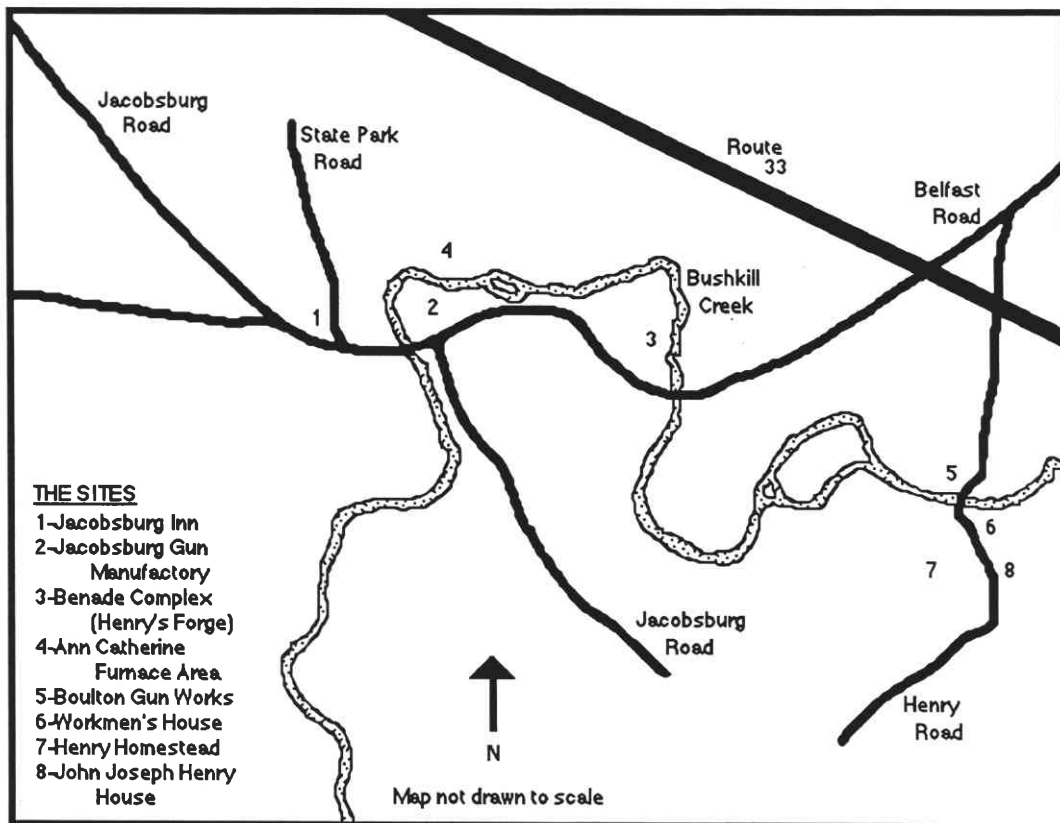 Jacobsburg
Road
State Park
Road
Route
33
Belfast
Road
4
Bushkill
Creek
1
2
3
THE SITES
1-Jacobsburg Inn
2-Jacobsburg Gun
Manufactory
3-Benade Complex
(Henry's Forge)
4-Ann Catherine
Furnace Area
5-Boulton Gun Works
6-Workmen's House
7-Henry Homestead
8-John Joseph Henry
House
5
6
7
8
Jacobsburg
Road
Henry
Road
N
Map not drawn to scale